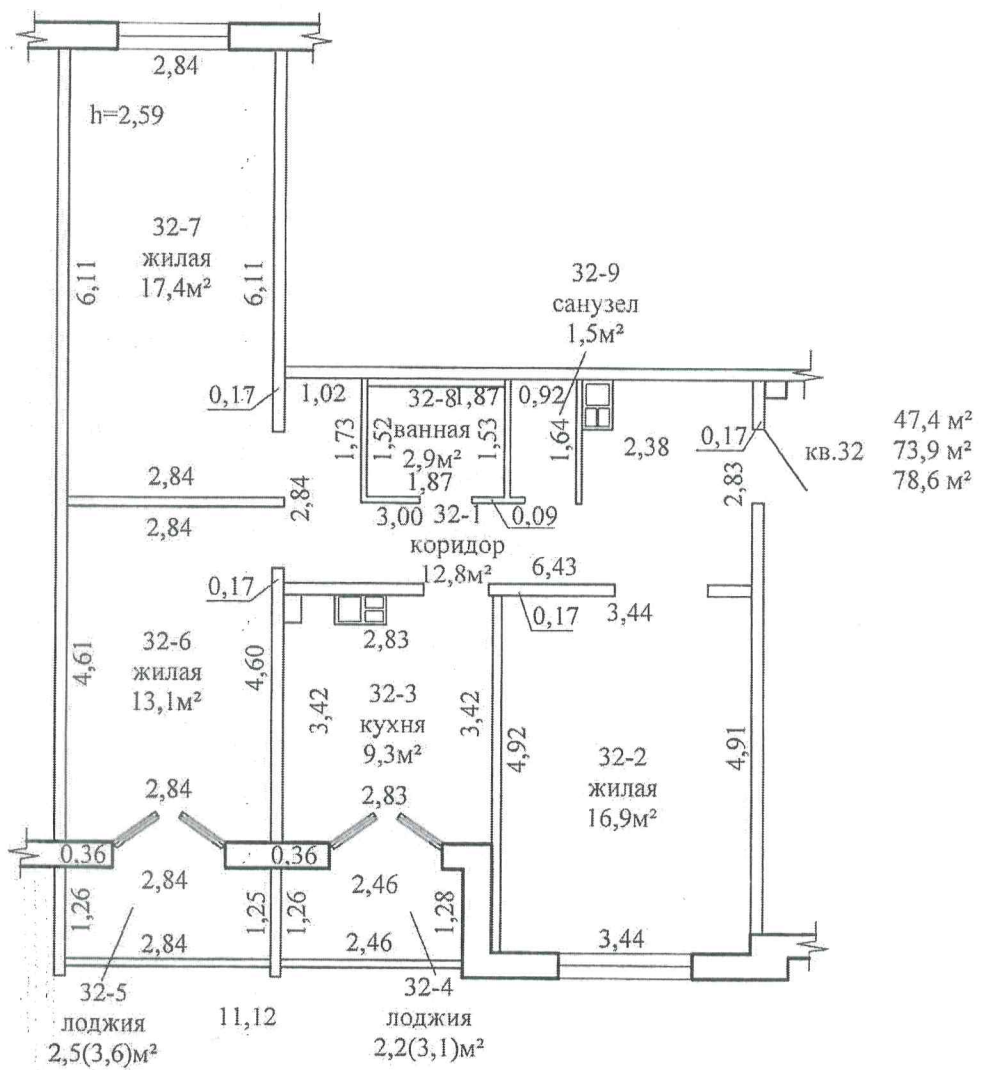 2,84
h=2,59
32-7
жилая
17,4м²
6,11
6,11
32-9
санузел
1,5м²
0,17
1,02
32-8
1,87
0,92
ванная
2,9м²
1,87
1,73
1,52
1,53
1,64
2,38
0,17
2,83
кв.32
47,4 м²
73,9 м²
78,6 м²
2,84
2,84
2,84
3,00
32-1
0,09
коридор
12,8м²
6,43
0,17
0,17
3,44
2,83
32-6
жилая
13,1м²
4,61
4,60
3,42
3,42
32-3
кухня
9,3м²
4,92
4,91
32-2
жилая
16,9м²
2,84
2,83
0,36
0,36
2,84
2,46
1,26
1,25
1,26
1,28
2,84
2,46
3,44
32-5
лоджия
2,5(3,6)м²
11,12
32-4
лоджия
2,2(3,1)м²